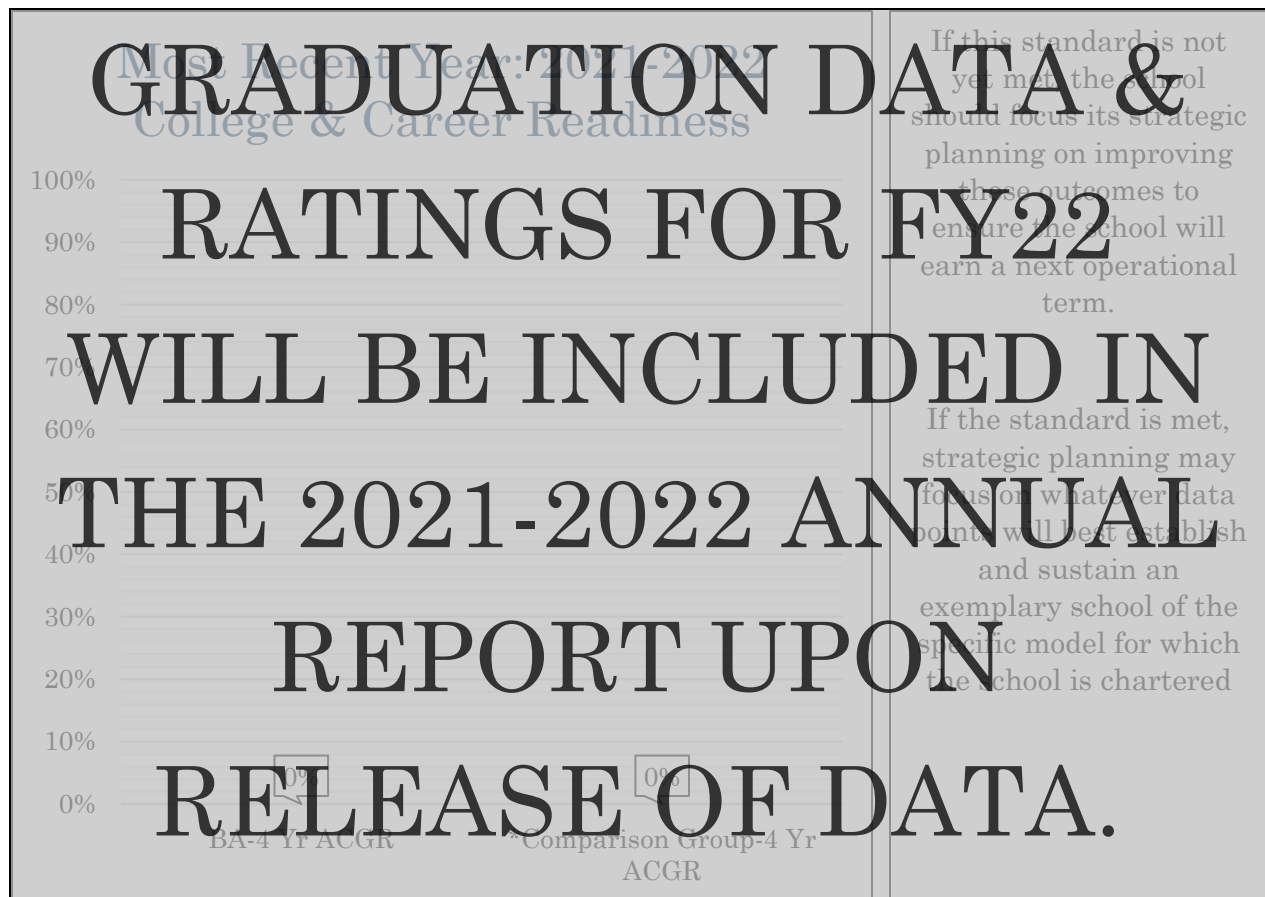 GRADUATION DATA &
RATINGS FOR FY22
WILL BE INCLUDED IN
THE 2021-2022 ANNUAL
REPORT UPON
RELEASE OF DATA.
Most Recent Year: 2021-2022
College & Career Readiness
100%
90%
80%
70%
60%
50%
40%
30%
20%
10%
0%
0%
0%
BA-4 Yr ACGR
*Comparison Group-4 Yr
ACGR
If this standard is not
yet met, the school
should focus its strategic
planning on improving
these outcomes to
ensure the school will
earn a next operational
term.
If the standard is met,
strategic planning may
focus on whatever data
points will best establish
and sustain an
exemplary school of the
specific model for which
the school is chartered